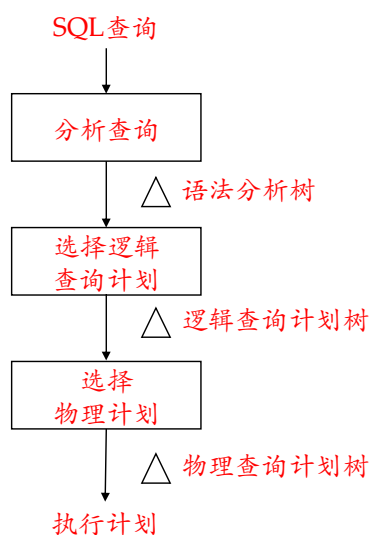 SQL查询
分析查询
语法分析树
选择逻辑
查询计划
逻辑查询计划树
选择
物理计划
物理查询计划树
执行计划